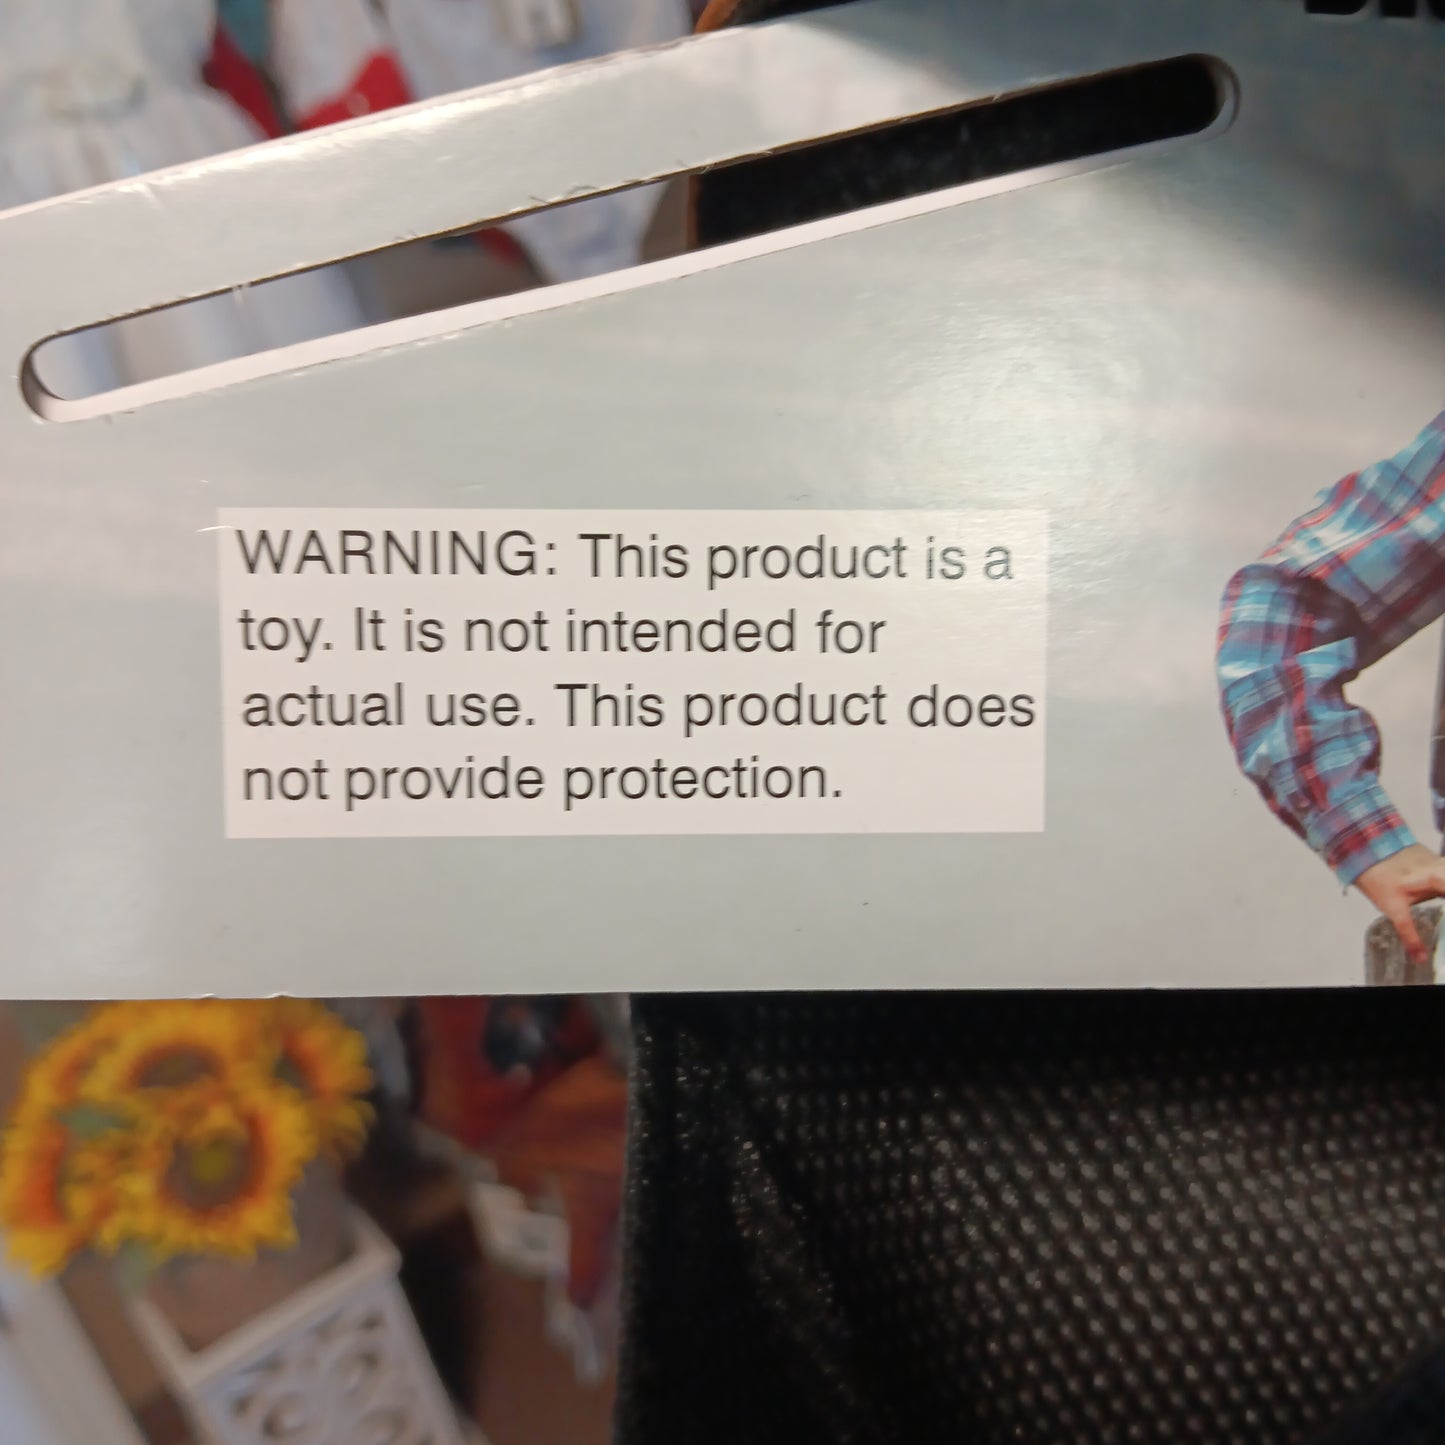 WARNING: This product is a
toy. It is not intended for
actual use. This product does
not provide protection.